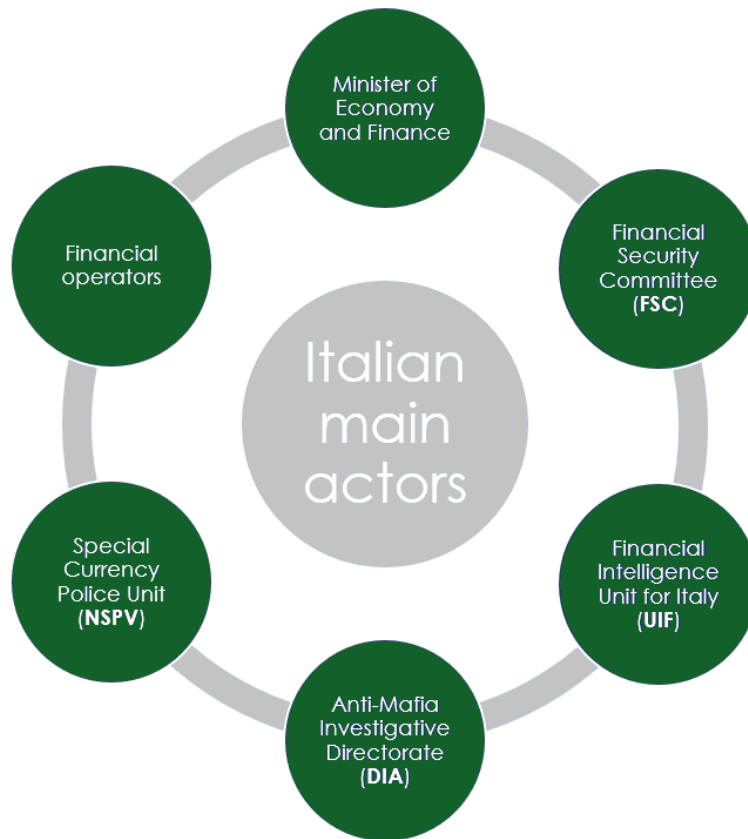 Minister of
Economy
and Finance
Financial
Security
Committee
(FSC)
Financial
Intelligence
Unit for Italy
(UIF)
Anti-Mafia
Investigative
Directorate
(DIA)
Special
Currency
Police Unit
(NSPV)
Financial
operators
Italian
main
actors